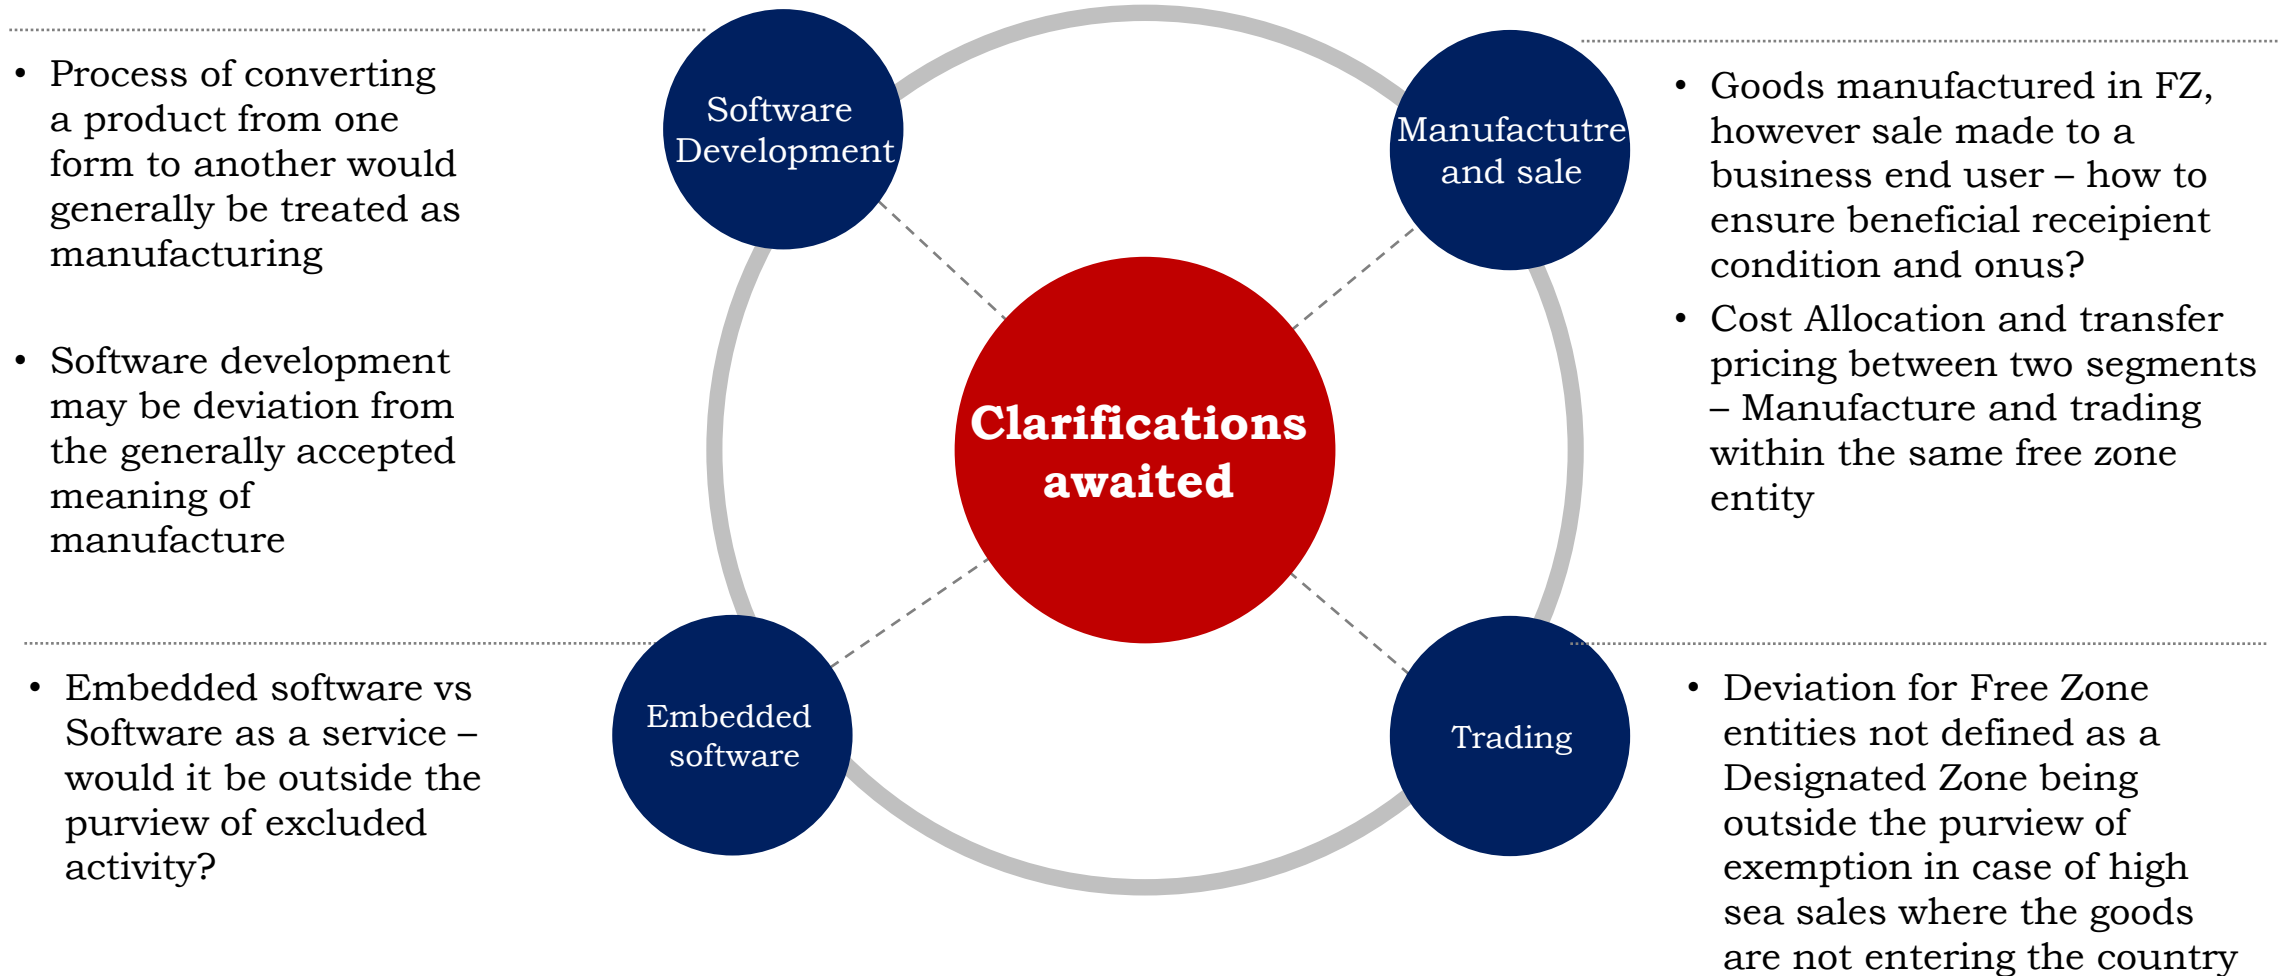 • Process of converting
a product from one
form to another would
generally be treated as
manufacturing
• Software development
may be deviation from
the generally accepted
meaning of
manufacture
Software
Development
Manufactutre
and sale
• Goods manufactured in FZ,
however sale made to a
business end user – how to
ensure beneficial receipient
condition and onus?
• Cost Allocation and transfer
pricing between two segments
– Manufacture and trading
within the same free zone
entity
Clarifications
awaited
• Embedded software vs
Software as a service –
would it be outside the
purview of excluded
activity?
Embedded
software
Trading
• Deviation for Free Zone
entities not defined as a
Designated Zone being
outside the purview of
exemption in case of high
sea sales where the goods
are not entering the country